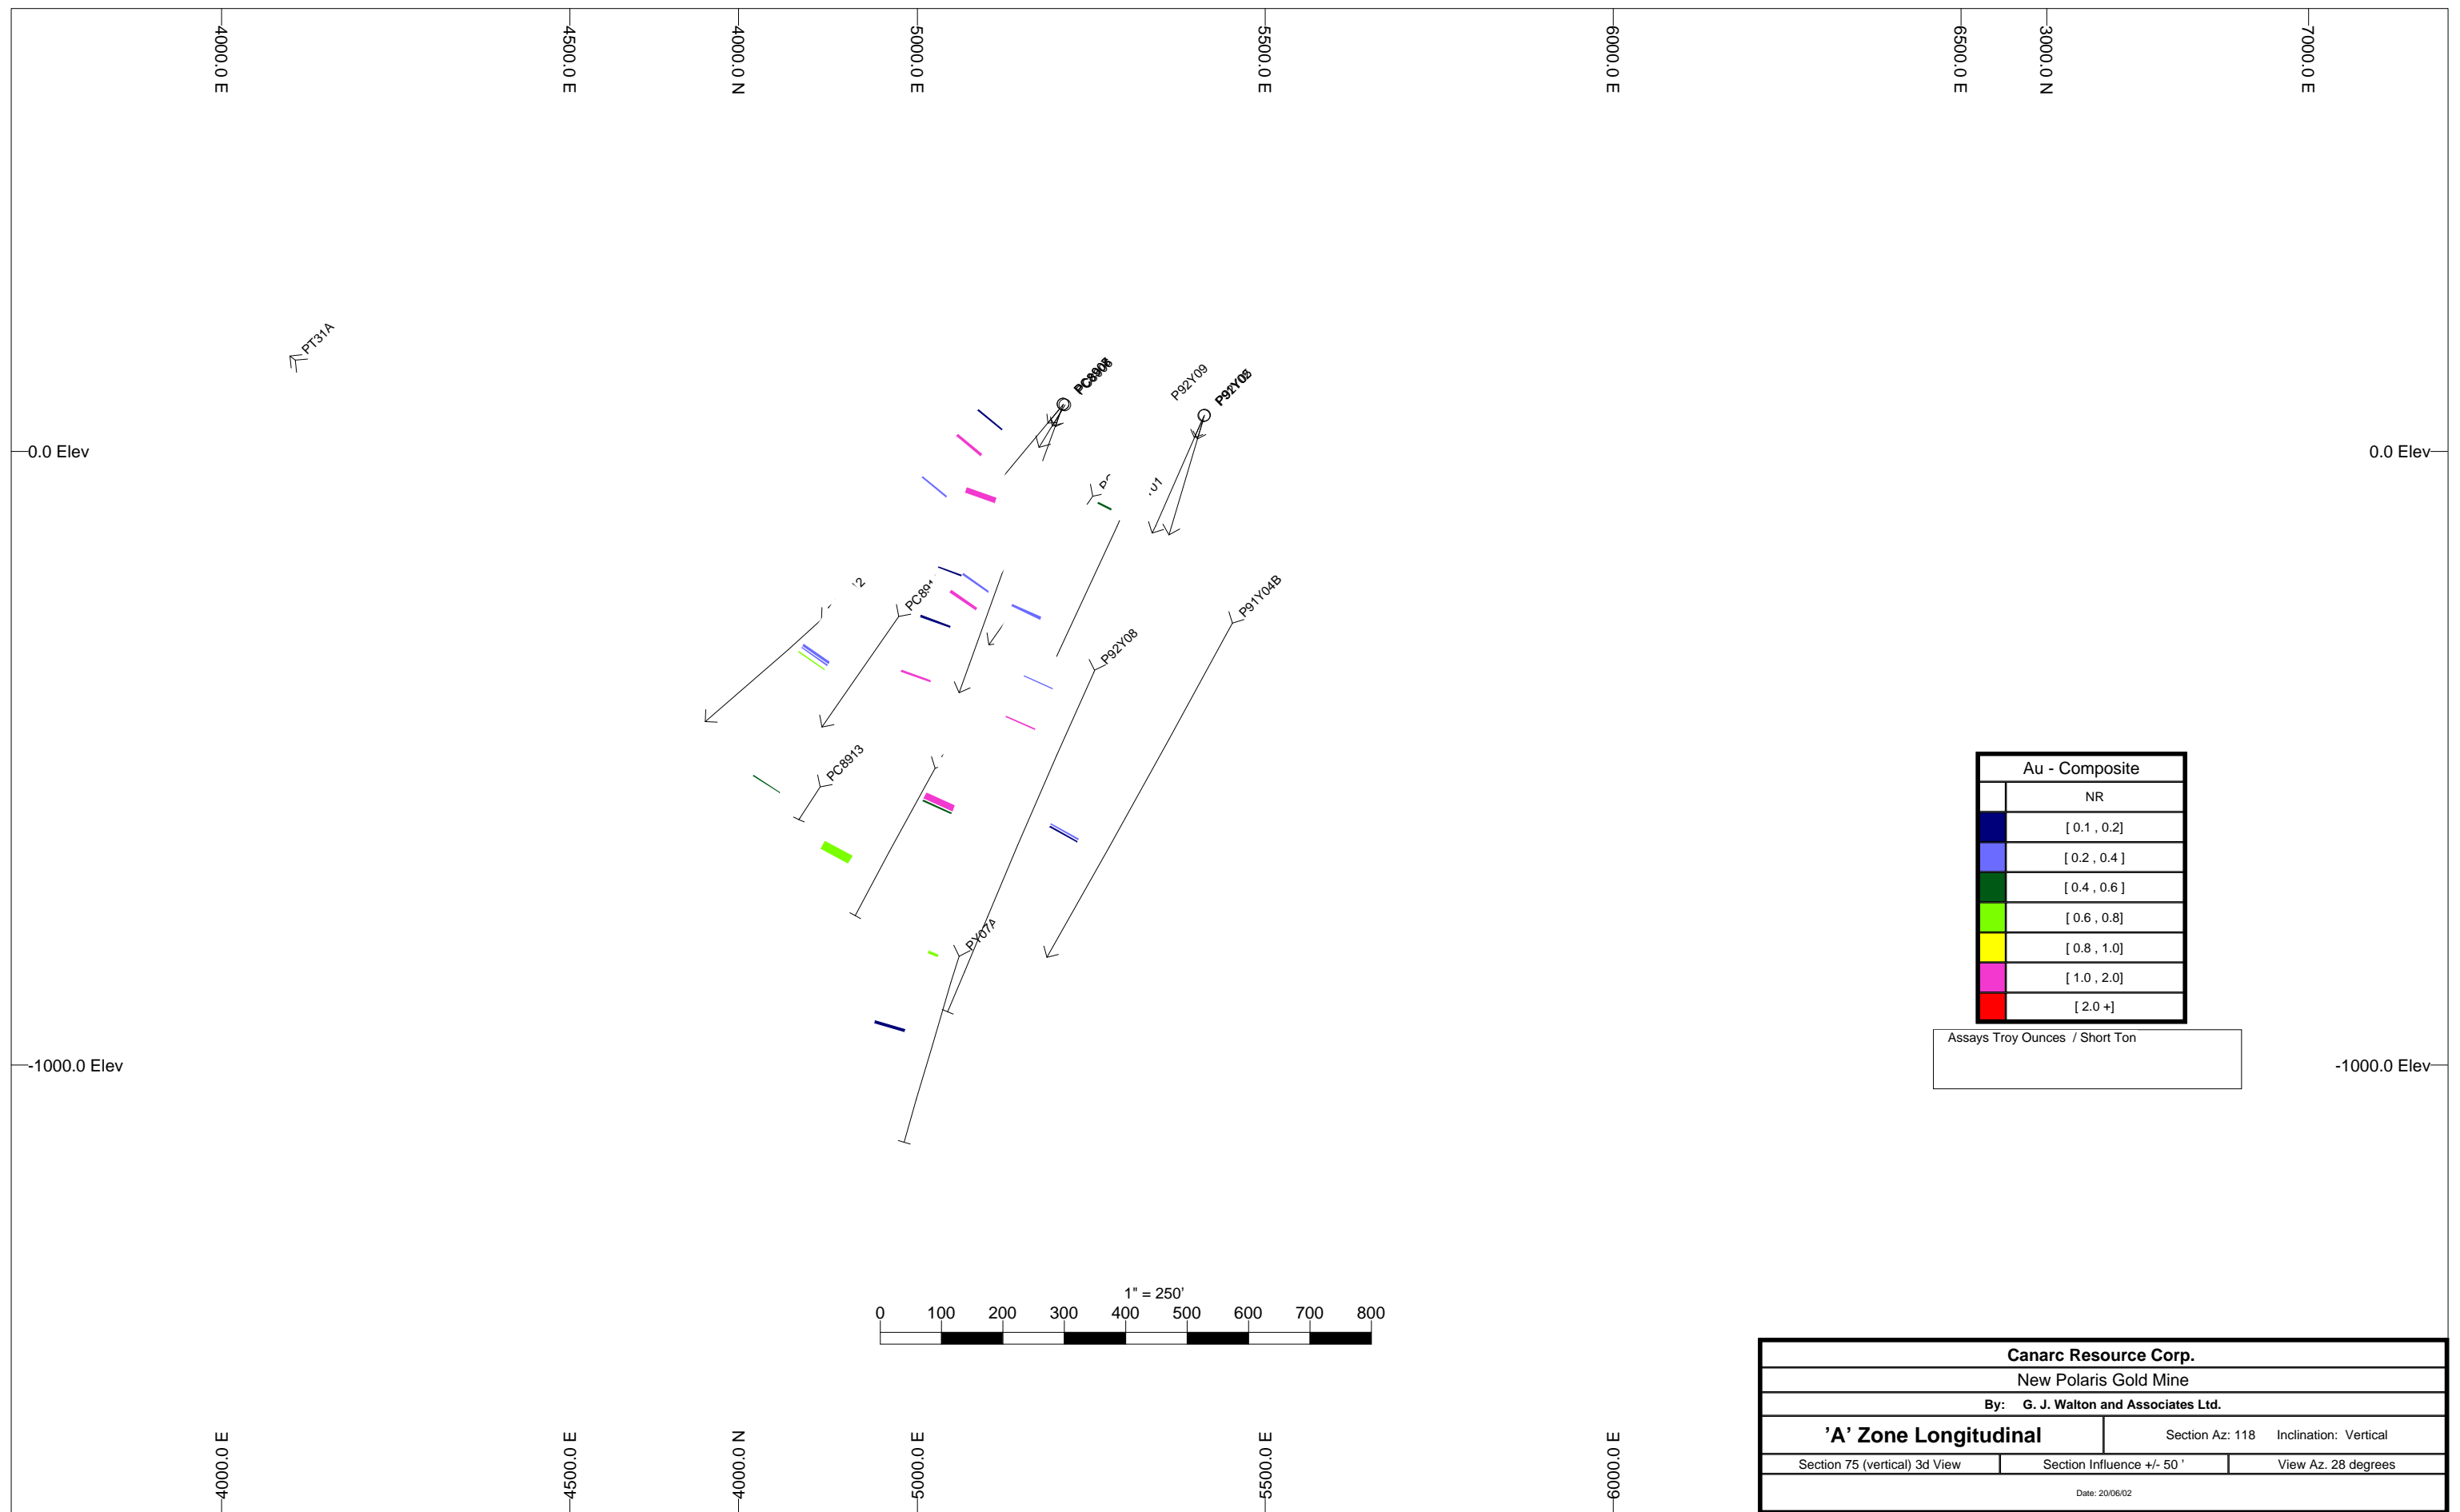 4000.0 E
4500.0 E
4000.0 N
5000.0 E
5500.0 E
6000.0 E
6500.0 E
3000.0 N
7000.0 E
PT31A
P92Y09
0.0 Elev
0.0 Elev
P91Y04B
P92Y08
PC8913
PY07A
Au - Composite
NR
[ 0.1 , 0.2]
[ 0.2 , 0.4 ]
[ 0.4 , 0.6 ]
[ 0.6 , 0.8]
[ 0.8 , 1.0]
[ 1.0 , 2.0]
[ 2.0 +]
Assays Troy Ounces / Short Ton
-1000.0 Elev
-1000.0 Elev
1" = 250'
0 100 200 300 400 500 600 700 800
Canarc Resource Corp.
New Polaris Gold Mine
By: G. J. Walton and Associates Ltd.
'A' Zone Longitudinal
Section Az: 118 Inclination: Vertical
Section 75 (vertical) 3d View
Section Influence +/- 50 '
View Az. 28 degrees
Date: 20/06/02
4000.0 E
4500.0 E
4000.0 N
5000.0 E
5500.0 E
6000.0 E